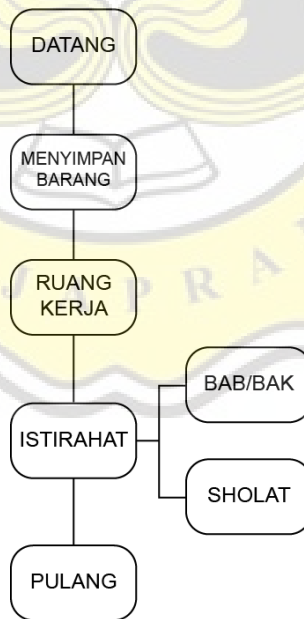 DATANG
MENYIMPAN
BARANG
RUANG
KERJA
ISTIRAHAT
BAB/BAK
SHOLAT
PULANG
J A P R A